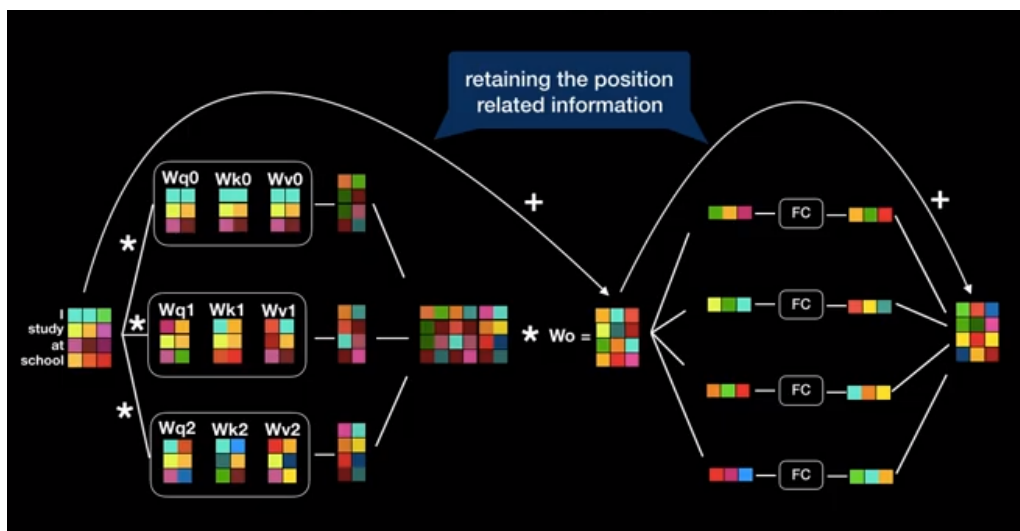 retaining the position
related information
Wq0 Wk0 Wv0
+
+
FC
*
I
study
at
school
*
Wq1 Wk1 Wv1
* Wo =
FC
FC
*
Wq2 Wk2 Wv2
FC